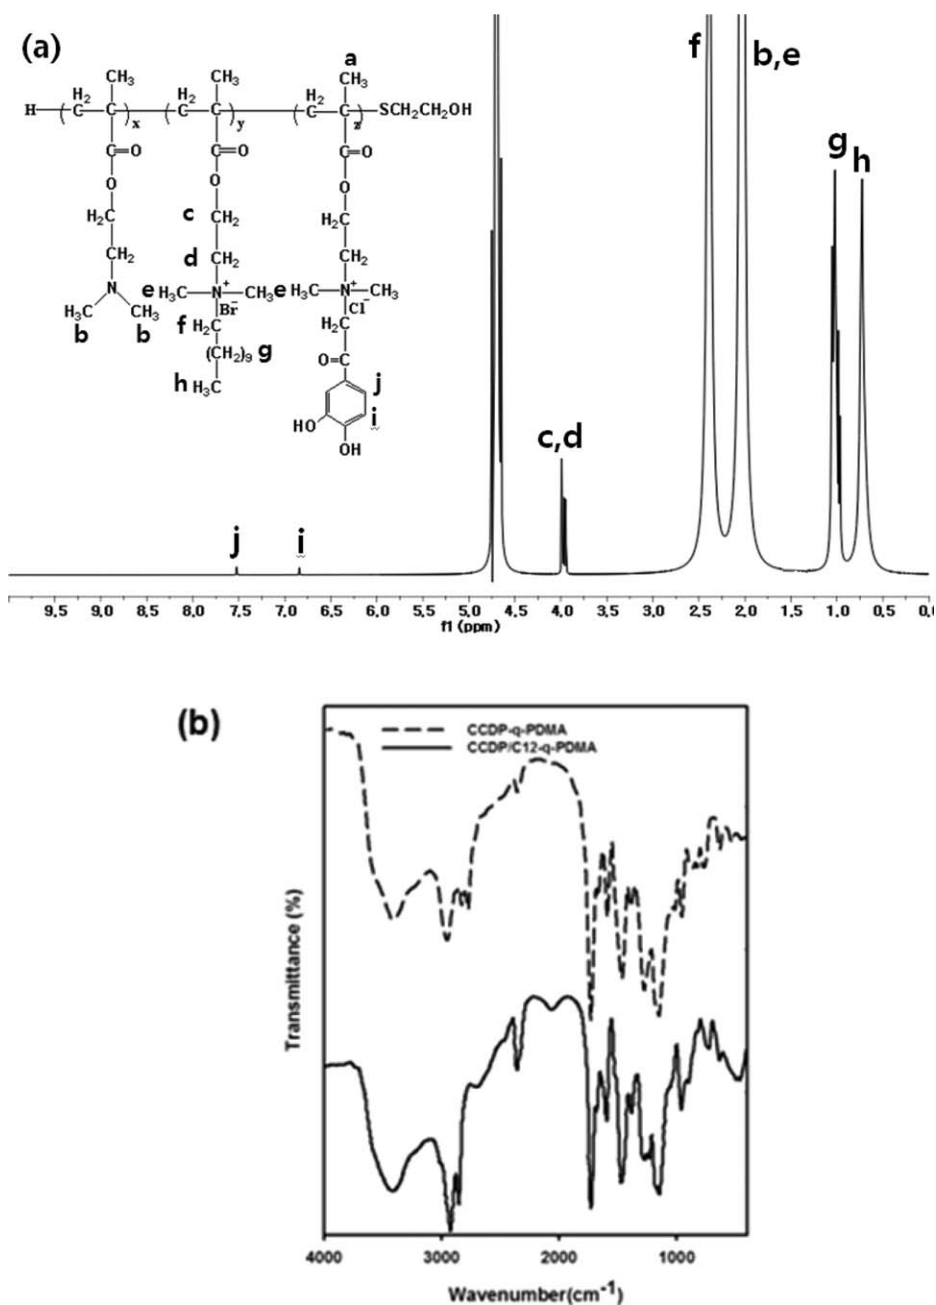 (a)
a
CH₃
CH₃
CH₃
H₂
H₂
H₂
H
C
C
C
C
C
C
SCH₂CH₂OH
x
y
z
C=O
C=O
C=O
O
O
O
H₂C
c
CH₂
H₂C
CH₂
d
CH₂
CH₂
N
e
H₃C
N⁺
CH₃
e
H₃C
N⁺
CH₃
Br⁻
Cl⁻
H₃C
CH₃
b
b
f
H₂C
H₂C
(CH₂)₉
g
O=C
h
H₃C
j
i
HO
OH
f
b,e
g
h
c,d
j
i
9,5 9,0 8,5 8,0 7,5 7,0 6,5 6,0 5,5 5,0 4,5 4,0 3,5 3,0 2,5 2,0 1,5 1,0 0,5 0,
f1 (ppm)
(b)
CCDP-q-PDMA
CCDP/C12-q-PDMA
Transmittance (%)
4000 3000 2000 1000
Wavenumber(cm⁻¹)